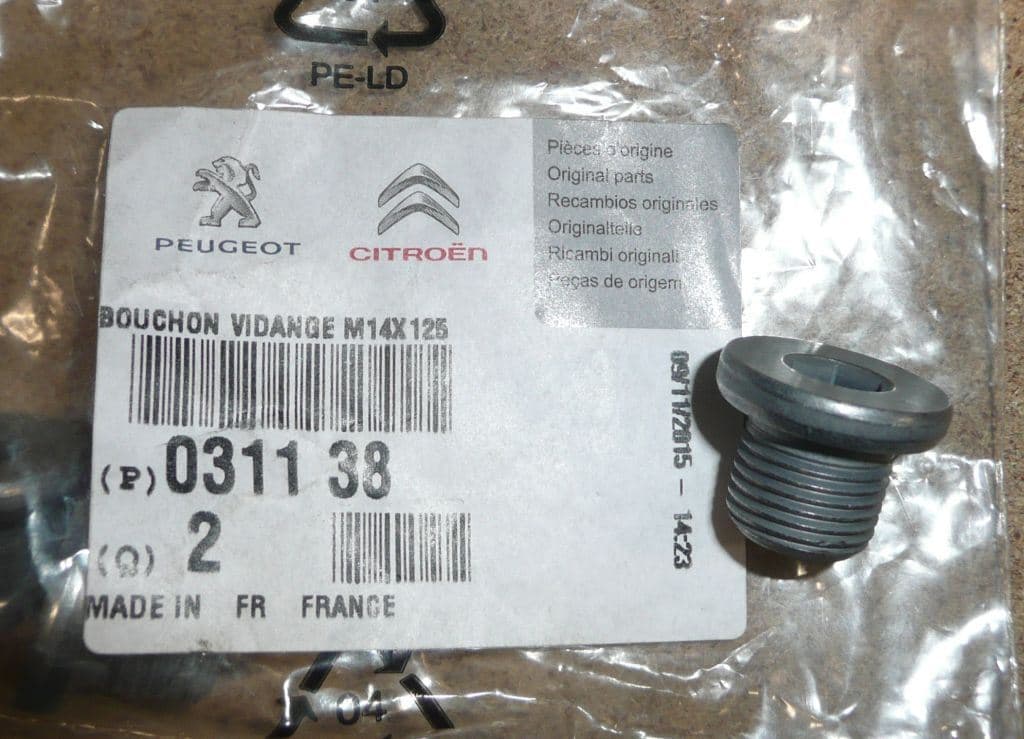 PE-LD
PEUGEOT
CITROËN
Pièces d'origine
Original parts
Recambios originales
Originalteile
Ricambi originali
Peças de origem
BOUCHON VIDANGE M14X125
(P) 0311 38
(Q) 2
MADE IN FR FRANCE
09/11/2015 - 14:23
04